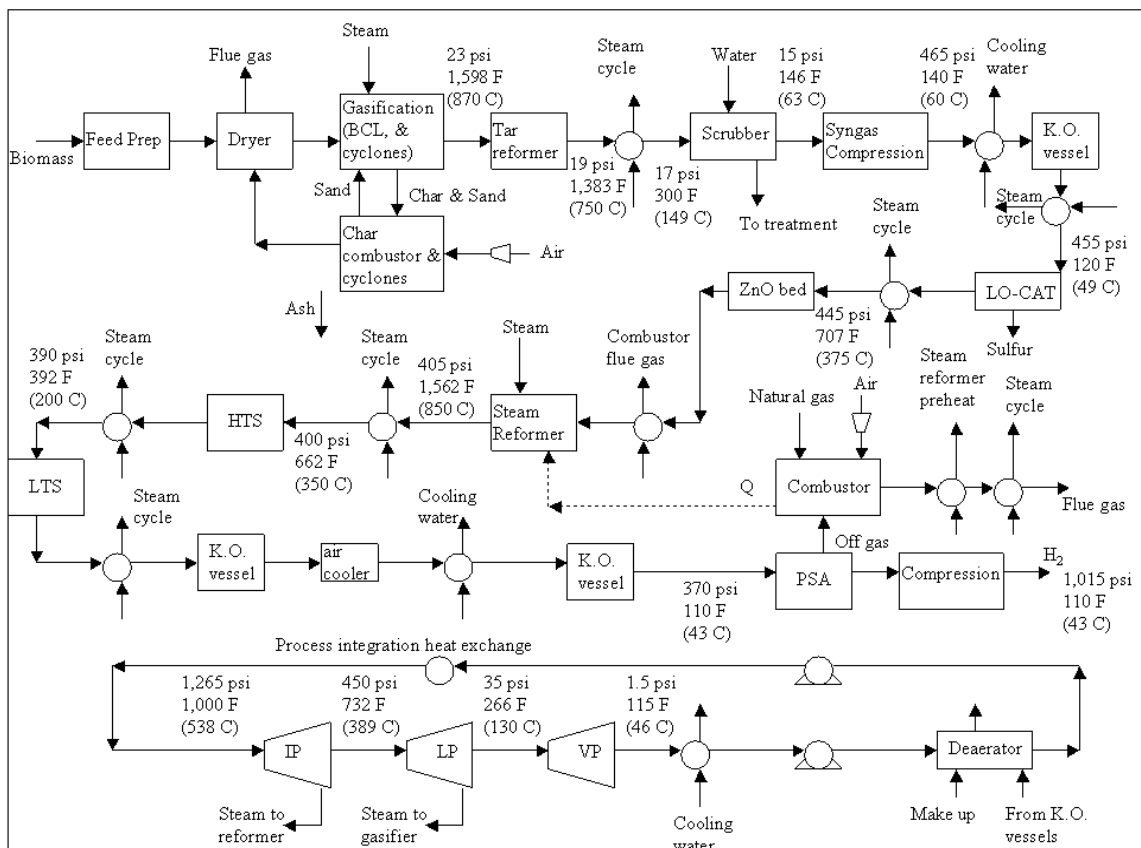 Steam
Flue gas
23 psi
1,598 F
(870 C)
Steam
cycle
Water
15 psi
146 F
(63 C)
465 psi
140 F
(60 C)
Cooling
water
Biomass
Feed Prep
Dryer
Gasification
(BCL, &
cyclones)
Tar
reformer
Scrubber
Syngas
Compression
K.O.
vessel
19 psi
1,383 F
(750 C)
17 psi
300 F
(149 C)
To treatment
Steam
cycle
Sand
Char & Sand
Char
combustor &
cyclones
Air
Ash
Steam
cycle
455 psi
120 F
(49 C)
ZnO bed
LO-CAT
445 psi
707 F
(375 C)
Sulfur
390 psi
392 F
(200 C)
Steam
cycle
Steam
cycle
405 psi
1,562 F
(850 C)
Steam
Combustor
flue gas
Steam
reformer
preheat
Steam
cycle
Natural gas
Air
HTS
400 psi
662 F
(350 C)
Steam
Reformer
LTS
Steam
cycle
Cooling
water
Q
Combustor
Flue gas
Off gas
K.O.
vessel
air
cooler
K.O.
vessel
370 psi
110 F
(43 C)
PSA
Compression
H2
1,015 psi
110 F
(43 C)
Process integration heat exchange
1,265 psi
1,000 F
(538 C)
450 psi
732 F
(389 C)
35 psi
266 F
(130 C)
1.5 psi
115 F
(46 C)
IP
LP
VP
Deaerator
Steam to
reformer
Steam to
gasifier
Cooling
water
Make up
From K.O.
vessels